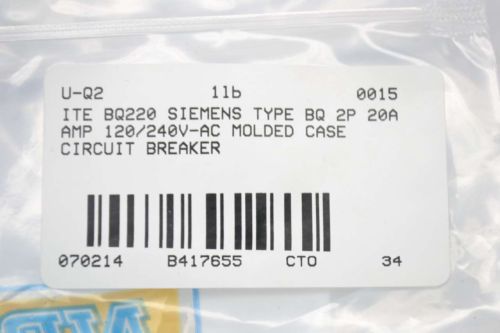 U-Q2 1lb 0015
ITE BQ220 SIEMENS TYPE BQ 2P 20A
AMP 120/240V-AC MOLDED CASE
CIRCUIT BREAKER
070214 B417655 CTO 34